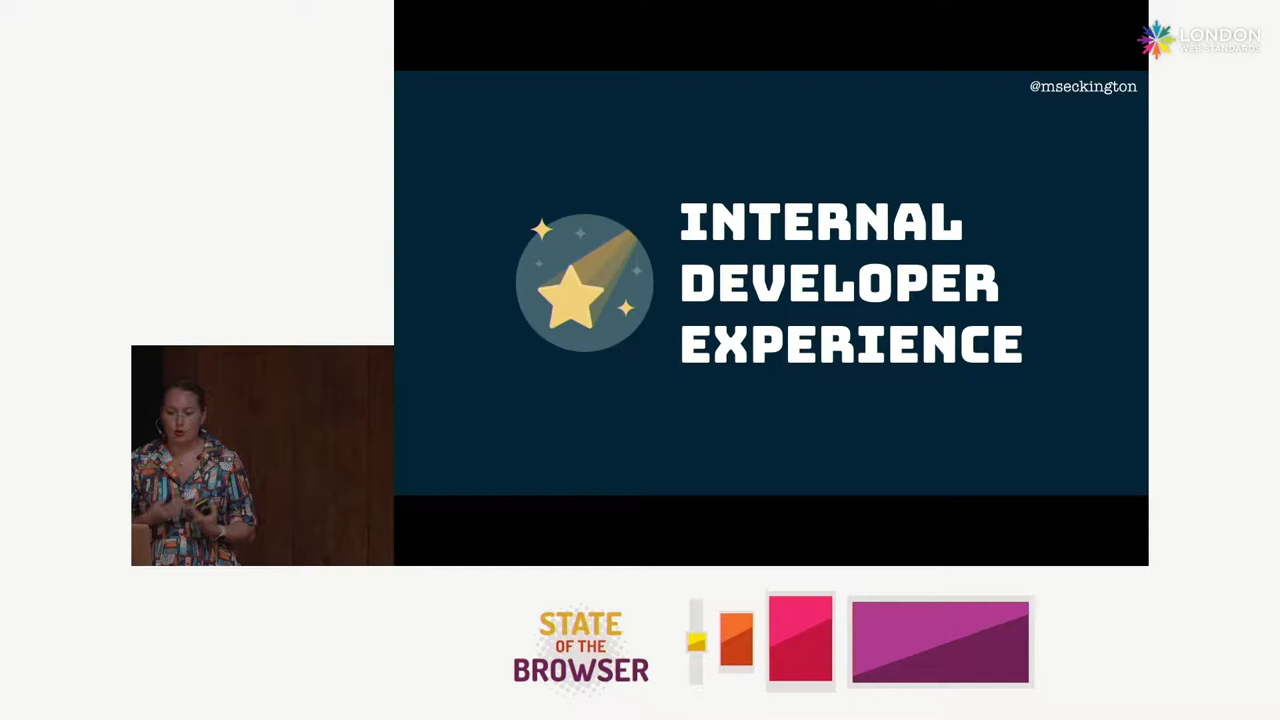 LONDON
WEB STANDARDS
@mseckington
INTERNAL
DEVELOPER
EXPERIENCE
STATE
OF THE
BROWSER